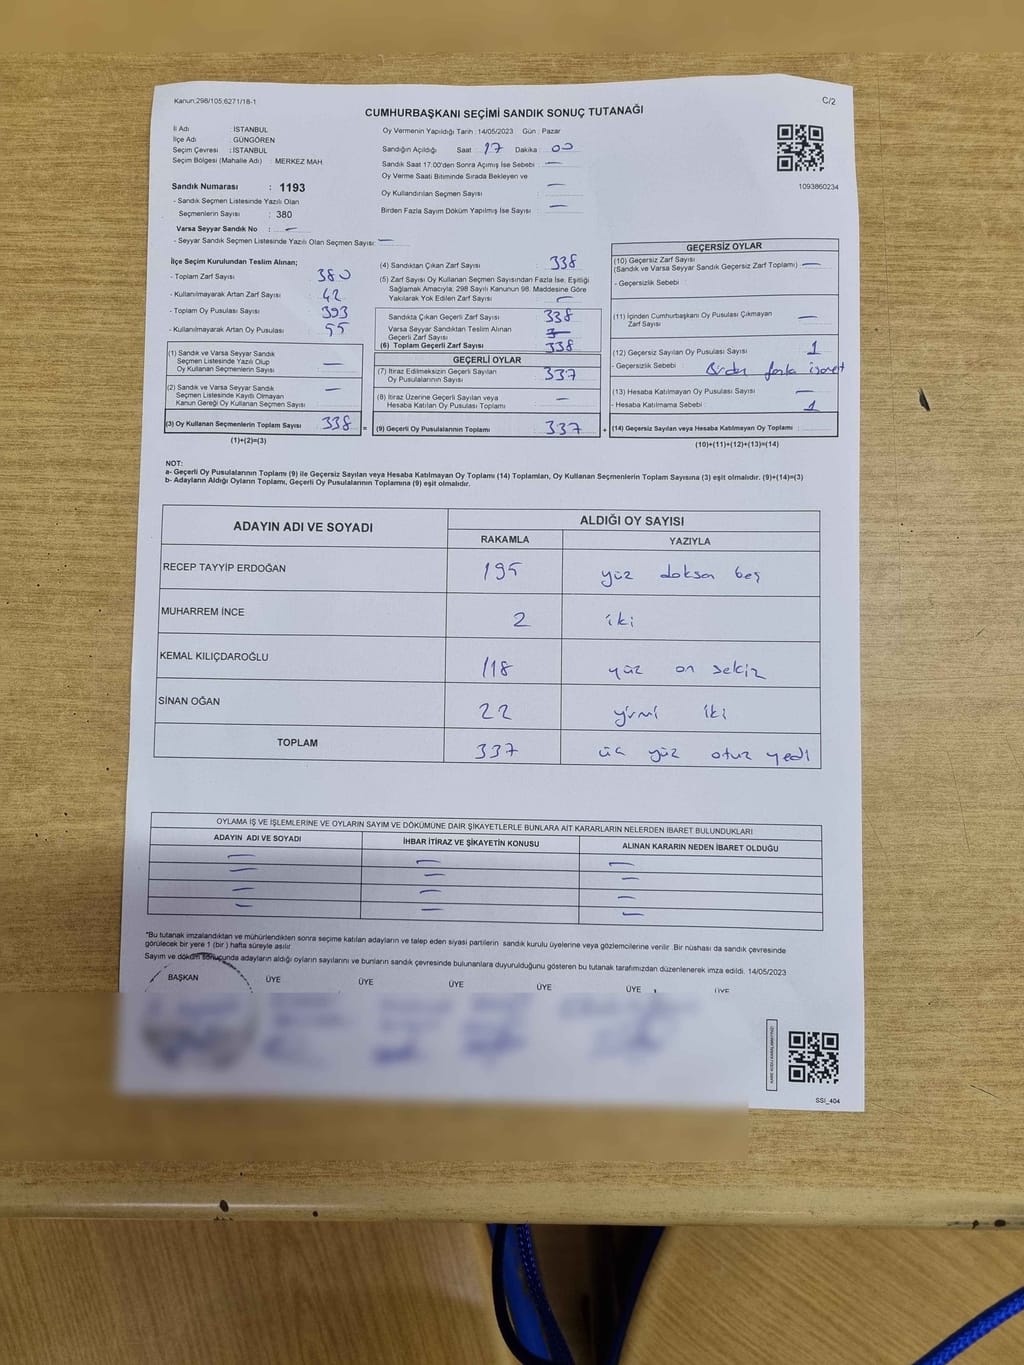 Kanun:298/105;6271/18-1
C/2
CUMHURBAŞKANI SEÇİMİ SANDIK SONUÇ TUTANAĞI
İl Adı : İSTANBUL
İlçe Adı : GÜNGÖREN
Seçim Çevresi : İSTANBUL
Seçim Bölgesi (Mahalle Adı) : MERKEZ MAH.
Sandık Numarası : 1193
- Sandık Seçmen Listesinde Yazılı Olan
Seçmenlerin Sayısı : 380
Varsa Seyyar Sandık No : —
- Seyyar Sandık Seçmen Listesinde Yazılı Olan Seçmen Sayısı: —
Oy Vermenin Yapıldığı Tarih : 14/05/2023 Gün : Pazar
Sandığın Açıldığı Saat 17 Dakika 00
Sandık Saat 17:00'den Sonra Açımış İse Sebebi : —
Oy Verme Saati Bitiminde Sırada Bekleyen ve
Oy Kullandırılan Seçmen Sayısı : —
Birden Fazla Sayım Döküm Yapılmış İse Sayısı : —
1093860234
İlçe Seçim Kurulundan Teslim Alınan;
- Toplam Zarf Sayısı : 380
- Kullanılmayarak Artan Zarf Sayısı : 42
- Toplam Oy Pusulası Sayısı : 393
- Kullanılmayarak Artan Oy Pusulası : 55
(1) Sandık ve Varsa Seyyar Sandık
Seçmen Listesinde Yazılı Olup
Oy Kullanan Seçmenlerin Sayısı : —
(2) Sandık ve Varsa Seyyar Sandık
Seçmen Listesinde Kayıtlı Olmayan
Kanun Gereği Oy Kullanan Seçmen Sayısı : —
(3) Oy Kullanan Seçmenlerin Toplam Sayısı : 338 =
(1)+(2)=(3)
(4) Sandıktan Çıkan Zarf Sayısı : 338
(5) Zarf Sayısı Oy Kullanan Seçmen Sayısından Fazla İse, Eşitliği
Sağlamak Amacıyla; 298 Sayılı Kanunun 98. Maddesine Göre
Yakılarak Yok Edilen Zarf Sayısı : —
Sandıkta Çıkan Geçerli Zarf Sayısı : 338
Varsa Seyyar Sandıktan Teslim Alınan
Geçerli Zarf Sayısı :
(6) Toplam Geçerli Zarf Sayısı : 338
GEÇERLİ OYLAR
(7) İtiraz Edilmeksizin Geçerli Sayılan
Oy Pusulalarının Sayısı : 337
(8) İtiraz Üzerine Geçerli Sayılan veya
Hesaba Katılan Oy Pusulası Toplamı : —
(9) Geçerli Oy Pusulalarının Toplamı : 337 +
GEÇERSİZ OYLAR
(10) Geçersiz Zarf Sayısı
(Sandık ve Varsa Seyyar Sandık Geçersiz Zarf Toplamı) : —
- Geçersizlik Sebebi :
(11) İçinden Cumhurbaşkanı Oy Pusulası Çıkmayan
Zarf Sayısı : —
(12) Geçersiz Sayılan Oy Pusulası Sayısı : 1
- Geçersizlik Sebebi : Birden fazla işaret
(13) Hesaba Katılmayan Oy Pusulası Sayısı : —
- Hesaba Katılmama Sebebi : 1
(14) Geçersiz Sayılan veya Hesaba Katılmayan Oy Toplamı :
(10)+(11)+(12)+(13)=(14)
NOT:
a- Geçerli Oy Pusulalarının Toplamı (9) ile Geçersiz Sayılan veya Hesaba Katılmayan Oy Toplamı (14) Toplamları, Oy Kullanan Seçmenlerin Toplam Sayısına (3) eşit olmalıdır. (9)+(14)=(3)
b- Adayların Aldığı Oyların Toplamı, Geçerli Oy Pusulalarının Toplamına (9) eşit olmalıdır.
ADAYIN ADI VE SOYADI
ALDIĞI OY SAYISI
RAKAMLA YAZIYLA
RECEP TAYYİP ERDOĞAN 195 yüz doksan beş
MUHARREM İNCE 2 iki
KEMAL KILIÇDAROĞLU 118 yüz on sekiz
SİNAN OĞAN 22 yirmi iki
TOPLAM 337 üç yüz otuz yedi
OYLAMA İŞ VE İŞLEMLERİNE VE OYLARIN SAYIM VE DÖKÜMÜNE DAİR ŞİKAYETLERLE BUNLARA AİT KARARLARIN NELERDEN İBARET BULUNDUKLARI
ADAYIN ADI VE SOYADI İHBAR İTİRAZ VE ŞİKAYETİN KONUSU ALINAN KARARIN NEDEN İBARET OLDUĞU
— — —
— — —
— — —
— — —
*Bu tutanak imzalandıktan ve mühürlendikten sonra seçime katılan adayların ve talep eden siyasi partilerin sandık kurulu üyelerine veya gözlemcilerine verilir. Bir nüshası da sandık çevresinde
görülecek bir yere 1 (bir) hafta süreyle asılır.
Sayım ve döküm sonucunda adayların aldığı oyların sayılarını ve bunların sandık çevresinde bulunanlara duyurulduğunu gösteren bu tutanak tarafımızdan düzenlenerek imza edildi. 14/05/2023
BAŞKAN ÜYE ÜYE ÜYE ÜYE ÜYE ÜYE
SSI_404